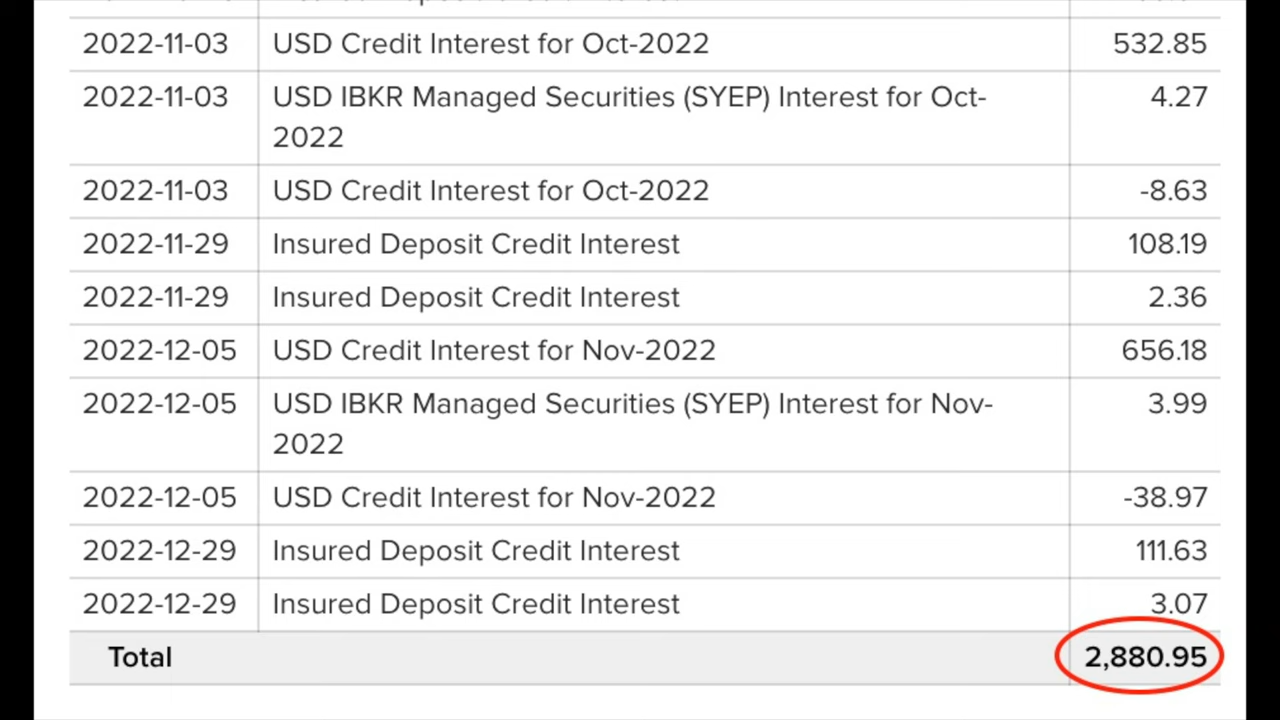 2022-11-03 USD Credit Interest for Oct-2022 532.85
2022-11-03 USD IBKR Managed Securities (SYEP) Interest for Oct- 4.27
2022
2022-11-03 USD Credit Interest for Oct-2022 -8.63
2022-11-29 Insured Deposit Credit Interest 108.19
2022-11-29 Insured Deposit Credit Interest 2.36
2022-12-05 USD Credit Interest for Nov-2022 656.18
2022-12-05 USD IBKR Managed Securities (SYEP) Interest for Nov- 3.99
2022
2022-12-05 USD Credit Interest for Nov-2022 -38.97
2022-12-29 Insured Deposit Credit Interest 111.63
2022-12-29 Insured Deposit Credit Interest 3.07
Total 2,880.95